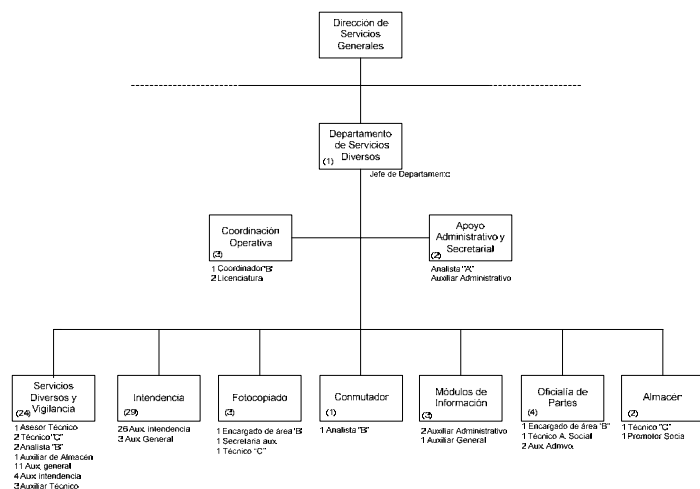 Dirección de
Servicios
Generales
Departamento
de Servicios
Diversos
(1)
Jefe de Departamento
Coordinación
Operativa
(3)
1 Coordinador"B"
2 Licenciatura
Apoyo
Administrativo y
Secretarial
(2)
Analista "A"
Auxiliar Administrativo
Servicios
Diversos y
Vigilancia
(24)
1 Asesor Técnico
2 Técnico "C"
2 Analista "B"
1 Auxiliar de Almacén
11 Aux. general
4 Aux. intendencia
3 Auxiliar Técnico
Intendencia
(29)
26 Aux. intendencia
3 Aux. General
Fotocopiado
(3)
1 Encargado de área "B"
1 Secretaria aux.
1 Técnico "C"
Conmutador
(1)
1 Analista "B"
Módulos de
Información
(3)
2 Auxiliar Administrativo
1 Auxiliar General
Oficialía de
Partes
(4)
1 Encargado de área "B"
1 Técnico A. Social
2 Aux. Admvo.
Almacén
(2)
1 Técnico "C"
1 Promotor Socia